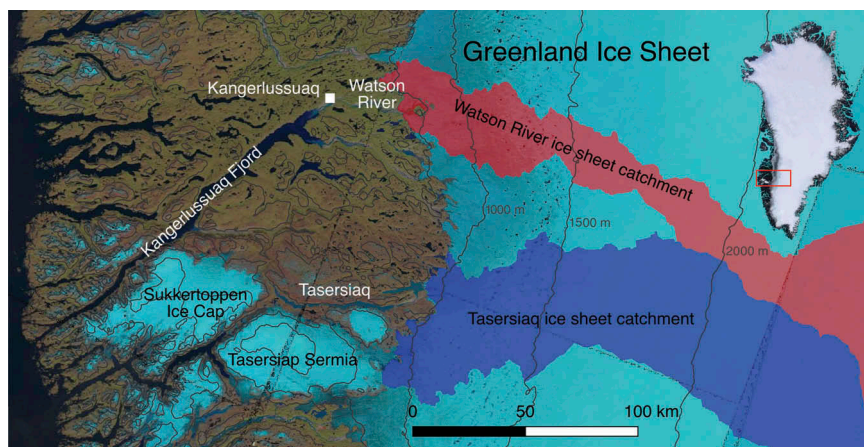 Greenland Ice Sheet
Kangerlussuaq
Watson
River
Watson River ice sheet catchment
Kangerlussuaq Fjord
1000 m
1500 m
2000 m
Sukkertoppen
Ice Cap
Tasersiaq
Tasersiaq ice sheet catchment
Tasersiap Sermia
0
50
100 km